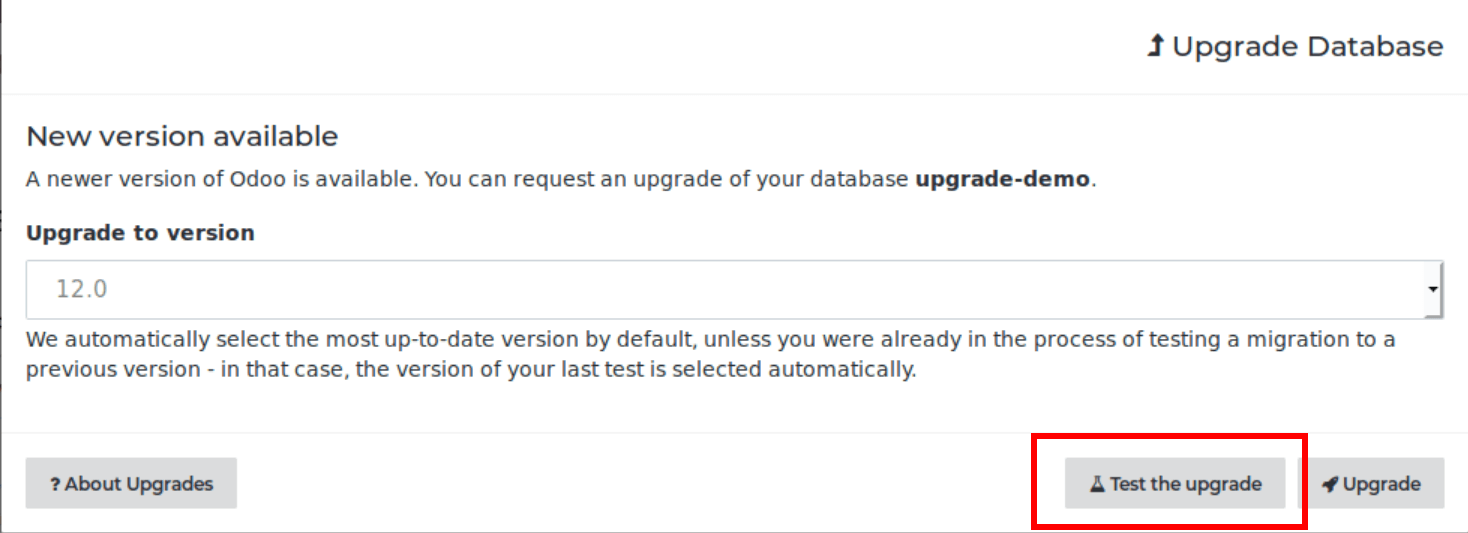 Upgrade Database
New version available
A newer version of Odoo is available. You can request an upgrade of your database upgrade-demo.
Upgrade to version
12.0
We automatically select the most up-to-date version by default, unless you were already in the process of testing a migration to a
previous version - in that case, the version of your last test is selected automatically.
? About Upgrades
Test the upgrade
Upgrade